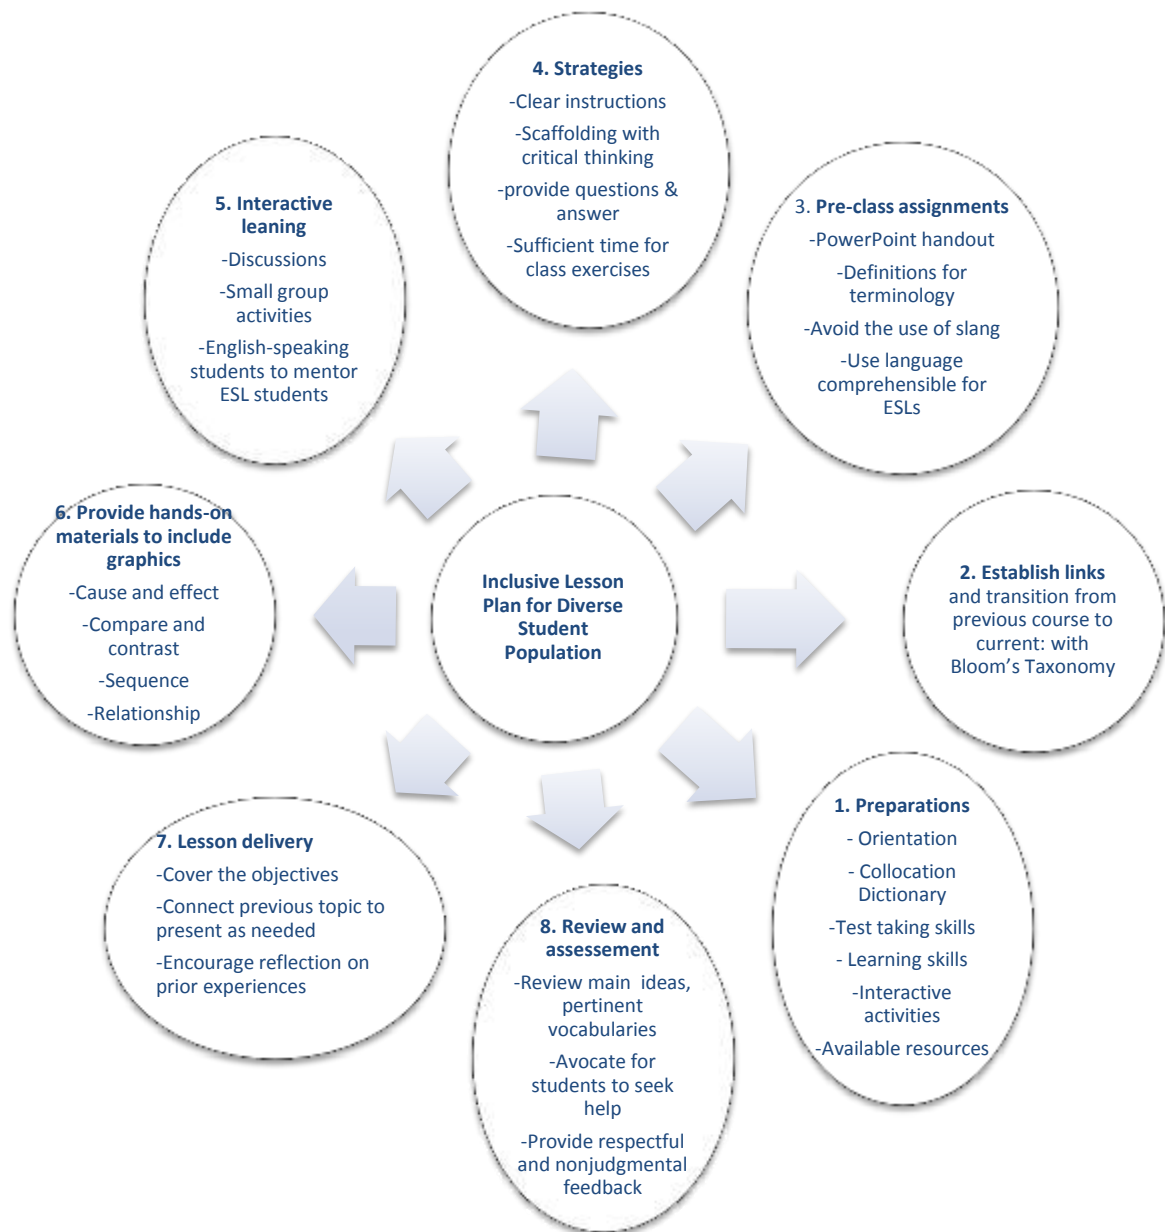 4. Strategies
-Clear instructions
-Scaffolding with
critical thinking
-provide questions &
answer
-Sufficient time for
class exercises
5. Interactive
leaning
-Discussions
-Small group
activities
-English-speaking
students to mentor
ESL students
3. Pre-class assignments
-PowerPoint handout
-Definitions for
terminology
-Avoid the use of slang
-Use language
comprehensible for
ESLs
6. Provide hands-on
materials to include
graphics
-Cause and effect
-Compare and
contrast
-Sequence
-Relationship
Inclusive Lesson
Plan for Diverse
Student
Population
2. Establish links
and transition from
previous course to
current: with
Bloom’s Taxonomy
1. Preparations
- Orientation
- Collocation
Dictionary
-Test taking skills
- Learning skills
-Interactive
activities
-Available resources
7. Lesson delivery
-Cover the objectives
-Connect previous topic to
present as needed
-Encourage reflection on
prior experiences
8. Review and
assessement
-Review main ideas,
pertinent
vocabularies
-Avocate for
students to seek
help
-Provide respectful
and nonjudgmental
feedback